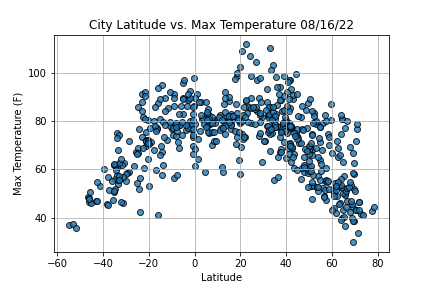 City Latitude vs. Max Temperature 08/16/22
Max Temperature (F)
100
80
60
40
−60 −40 −20 0 20 40 60 80
Latitude